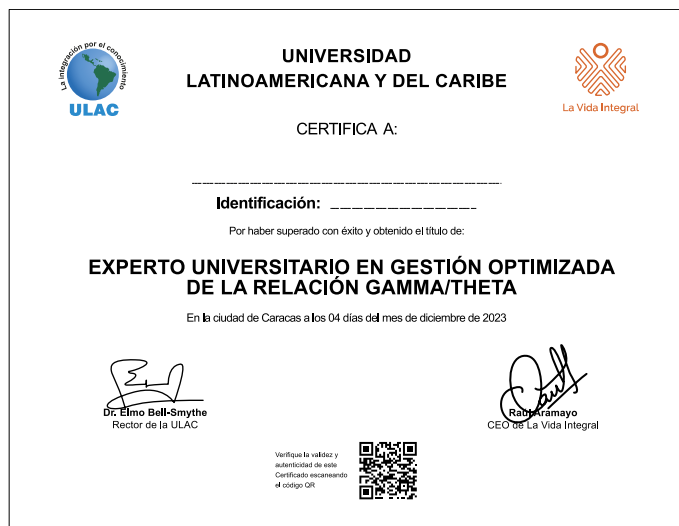 La integración por el conocimiento
ULAC
UNIVERSIDAD
LATINOAMERICANA Y DEL CARIBE
La Vida Integral
CERTIFICA A:
Identificación:
Por haber superado con éxito y obtenido el título de:
EXPERTO UNIVERSITARIO EN GESTIÓN OPTIMIZADA
DE LA RELACIÓN GAMMA/THETA
En la ciudad de Caracas a los 04 días del mes de diciembre de 2023
Dr. Elmo Bell-Smythe
Rector de la ULAC
Raúl Aramayo
CEO de La Vida Integral
Verifique la validez y
autenticidad de este
Certificado escaneando
el código QR